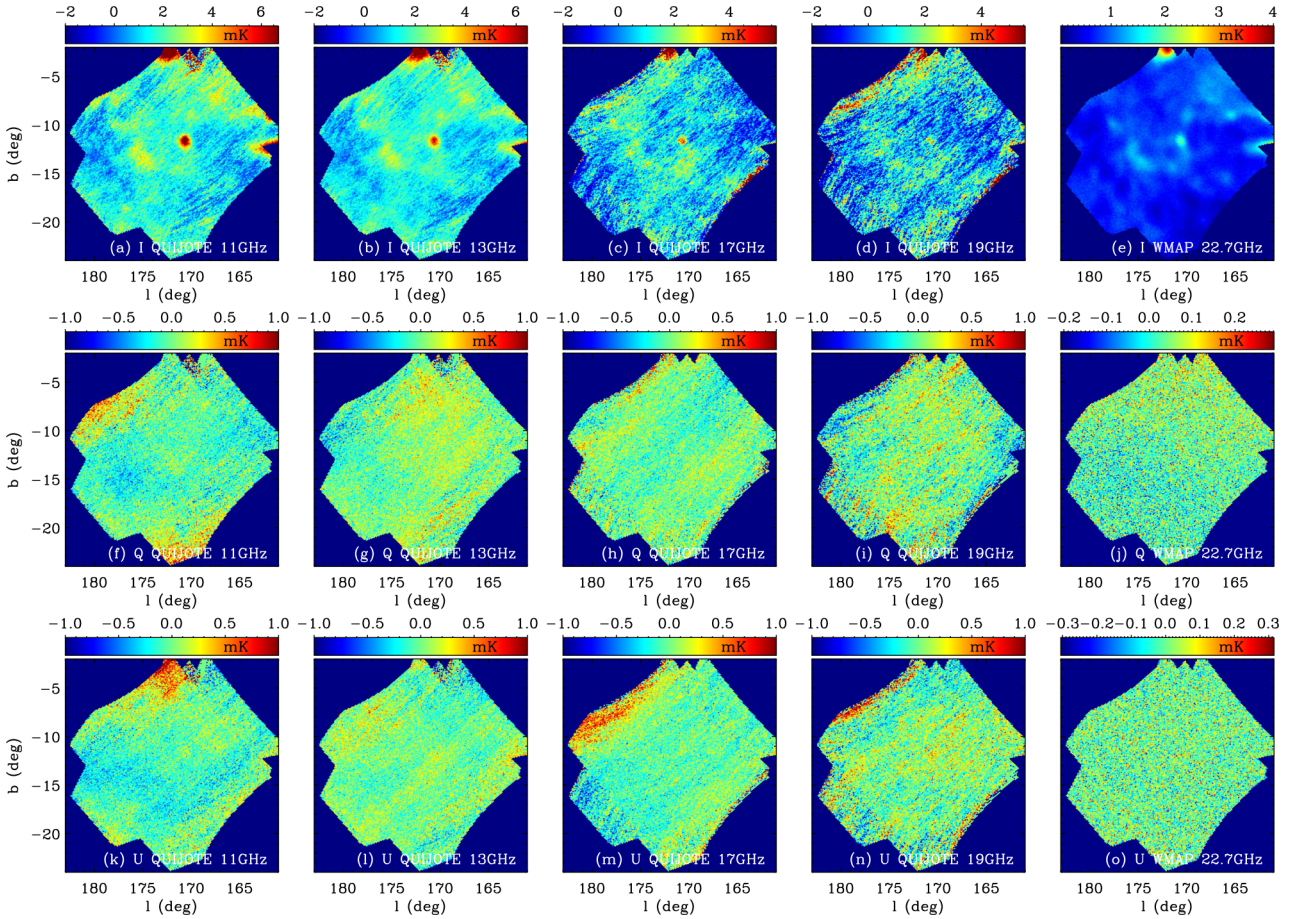 −2 0 2 4 6 −2 0 2 4 6 −2 0 2 4 −2 0 2 4 1 2 3 4
mK mK mK mK mK
−5
−10
−15
−20
b (deg)
(a) I QUIJOTE 11GHz (b) I QUIJOTE 13GHz (c) I QUIJOTE 17GHz (d) I QUIJOTE 19GHz (e) I WMAP 22.7GHz
180 175 170 165 180 175 170 165 180 175 170 165 180 175 170 165 180 175 170 165
l (deg) l (deg) l (deg) l (deg) l (deg)
−1.0 −0.5 0.0 0.5 1.0 −1.0 −0.5 0.0 0.5 1.0 −1.0 −0.5 0.0 0.5 1.0 −1.0 −0.5 0.0 0.5 1.0 −0.2 −0.1 0.0 0.1 0.2
mK mK mK mK mK
−5
−10
−15
−20
b (deg)
(f) Q QUIJOTE 11GHz (g) Q QUIJOTE 13GHz (h) Q QUIJOTE 17GHz (i) Q QUIJOTE 19GHz (j) Q WMAP 22.7GHz
180 175 170 165 180 175 170 165 180 175 170 165 180 175 170 165 180 175 170 165
l (deg) l (deg) l (deg) l (deg) l (deg)
−1.0 −0.5 0.0 0.5 1.0 −1.0 −0.5 0.0 0.5 1.0 −1.0 −0.5 0.0 0.5 1.0 −1.0 −0.5 0.0 0.5 1.0 −0.3 −0.2 −0.1 0.0 0.1 0.2 0.3
mK mK mK mK mK
−5
−10
−15
−20
b (deg)
(k) U QUIJOTE 11GHz (l) U QUIJOTE 13GHz (m) U QUIJOTE 17GHz (n) U QUIJOTE 19GHz (o) U WMAP 22.7GHz
180 175 170 165 180 175 170 165 180 175 170 165 180 175 170 165 180 175 170 165
l (deg) l (deg) l (deg) l (deg) l (deg)